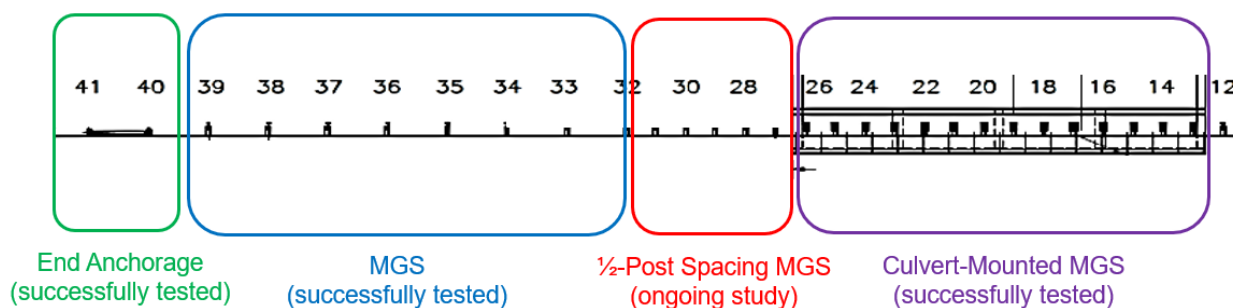 41 40 39 38 37 36 35 34 33 32 30 28 26 24 22 20 18 16 14 12
End Anchorage
(successfully tested)
MGS
(successfully tested)
½-Post Spacing MGS
(ongoing study)
Culvert-Mounted MGS
(successfully tested)